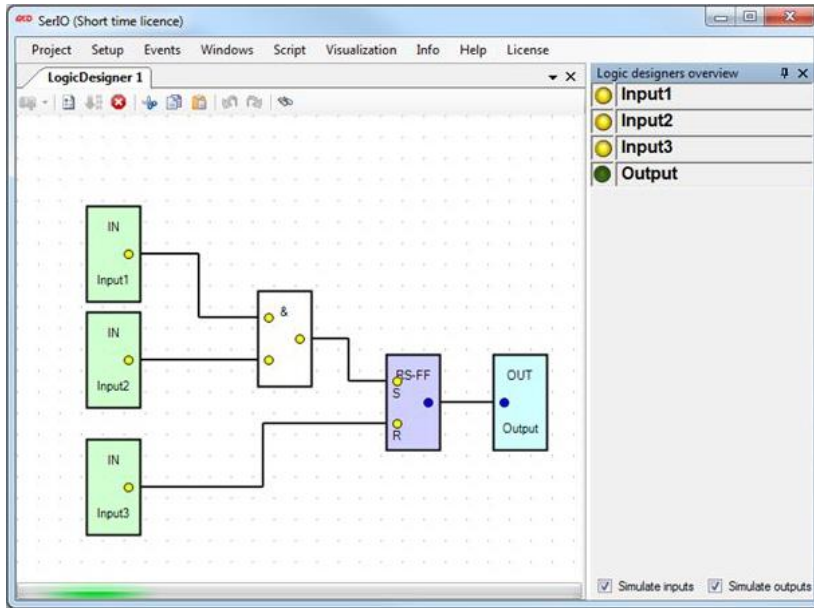 SerIO (Short time licence)
Project Setup Events Windows Script Visualization Info Help License
LogicDesigner 1
Logic designers overview
Input1
Input2
Input3
Output
IN
Input1
&
IN
Input2
RS-FF
S
R
OUT
Output
IN
Input3
Simulate inputs
Simulate outputs